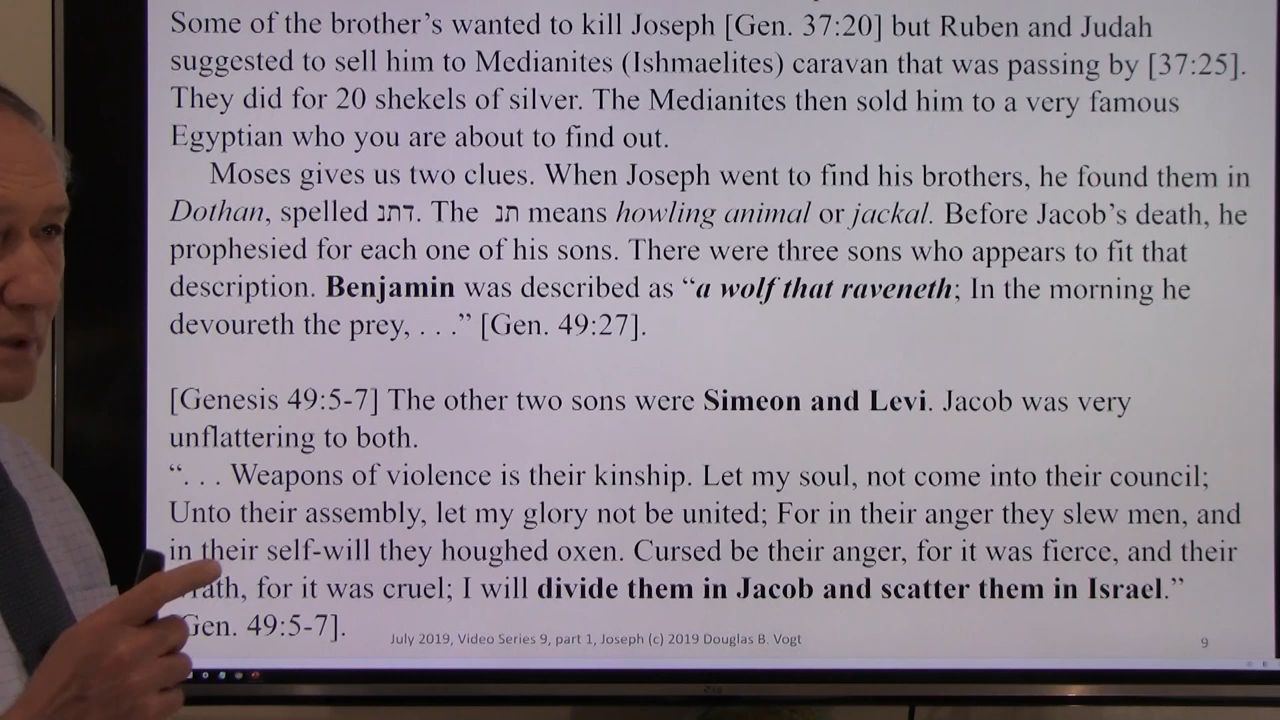 Some of the brother’s wanted to kill Joseph [Gen. 37:20] but Ruben and Judah
suggested to sell him to Medianites (Ishmaelites) caravan that was passing by [37:25].
They did for 20 shekels of silver. The Medianites then sold him to a very famous
Egyptian who you are about to find out.
Moses gives us two clues. When Joseph went to find his brothers, he found them in
Dothan, spelled דתנ. The תנ means howling animal or jackal. Before Jacob’s death, he
prophesied for each one of his sons. There were three sons who appears to fit that
description. Benjamin was described as “a wolf that raveneth; In the morning he
devoureth the prey, . . .” [Gen. 49:27].
[Genesis 49:5-7] The other two sons were Simeon and Levi. Jacob was very
unflattering to both.
“. . . Weapons of violence is their kinship. Let my soul, not come into their council;
Unto their assembly, let my glory not be united; For in their anger they slew men, and
in their self-will they houghed oxen. Cursed be their anger, for it was fierce, and their
wrath, for it was cruel; I will divide them in Jacob and scatter them in Israel.”
Gen. 49:5-7].
July 2019, Video Series 9, part 1, Joseph (c) 2019 Douglas B. Vogt
9